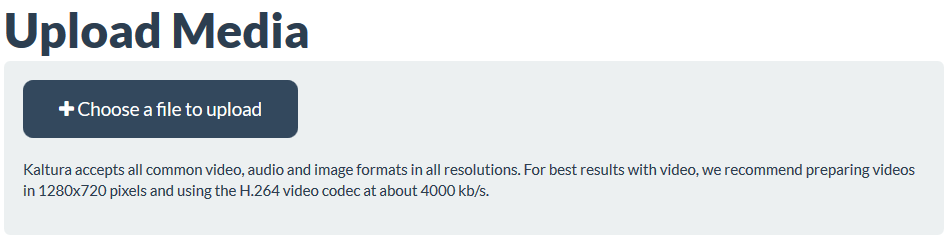 Upload Media
Choose a file to upload
Kaltura accepts all common video, audio and image formats in all resolutions. For best results with video, we recommend preparing videos
in 1280x720 pixels and using the H.264 video codec at about 4000 kb/s.